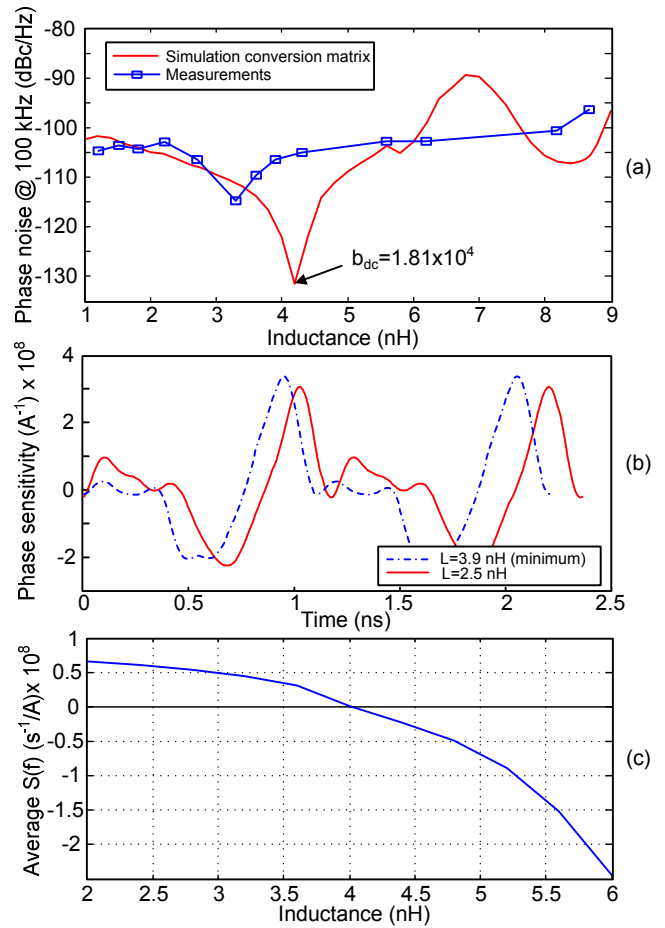 -80
-90
-100
-110
-120
-130
Phase noise @ 100 kHz (dBc/Hz)
Simulation conversion matrix
Measurements
b_dc=1.81x10^4
(a)
1 2 3 4 5 6 7 8 9
Inductance (nH)
4
2
0
-2
Phase sensitivity (A^-1) x 10^8
(b)
L=3.9 nH (minimum)
L=2.5 nH
0 0.5 1 1.5 2 2.5
Time (ns)
1
0.5
0
-0.5
-1
-1.5
-2
Average S(f) (s^-1/A)x 10^8
(c)
2 2.5 3 3.5 4 4.5 5 5.5 6
Inductance (nH)